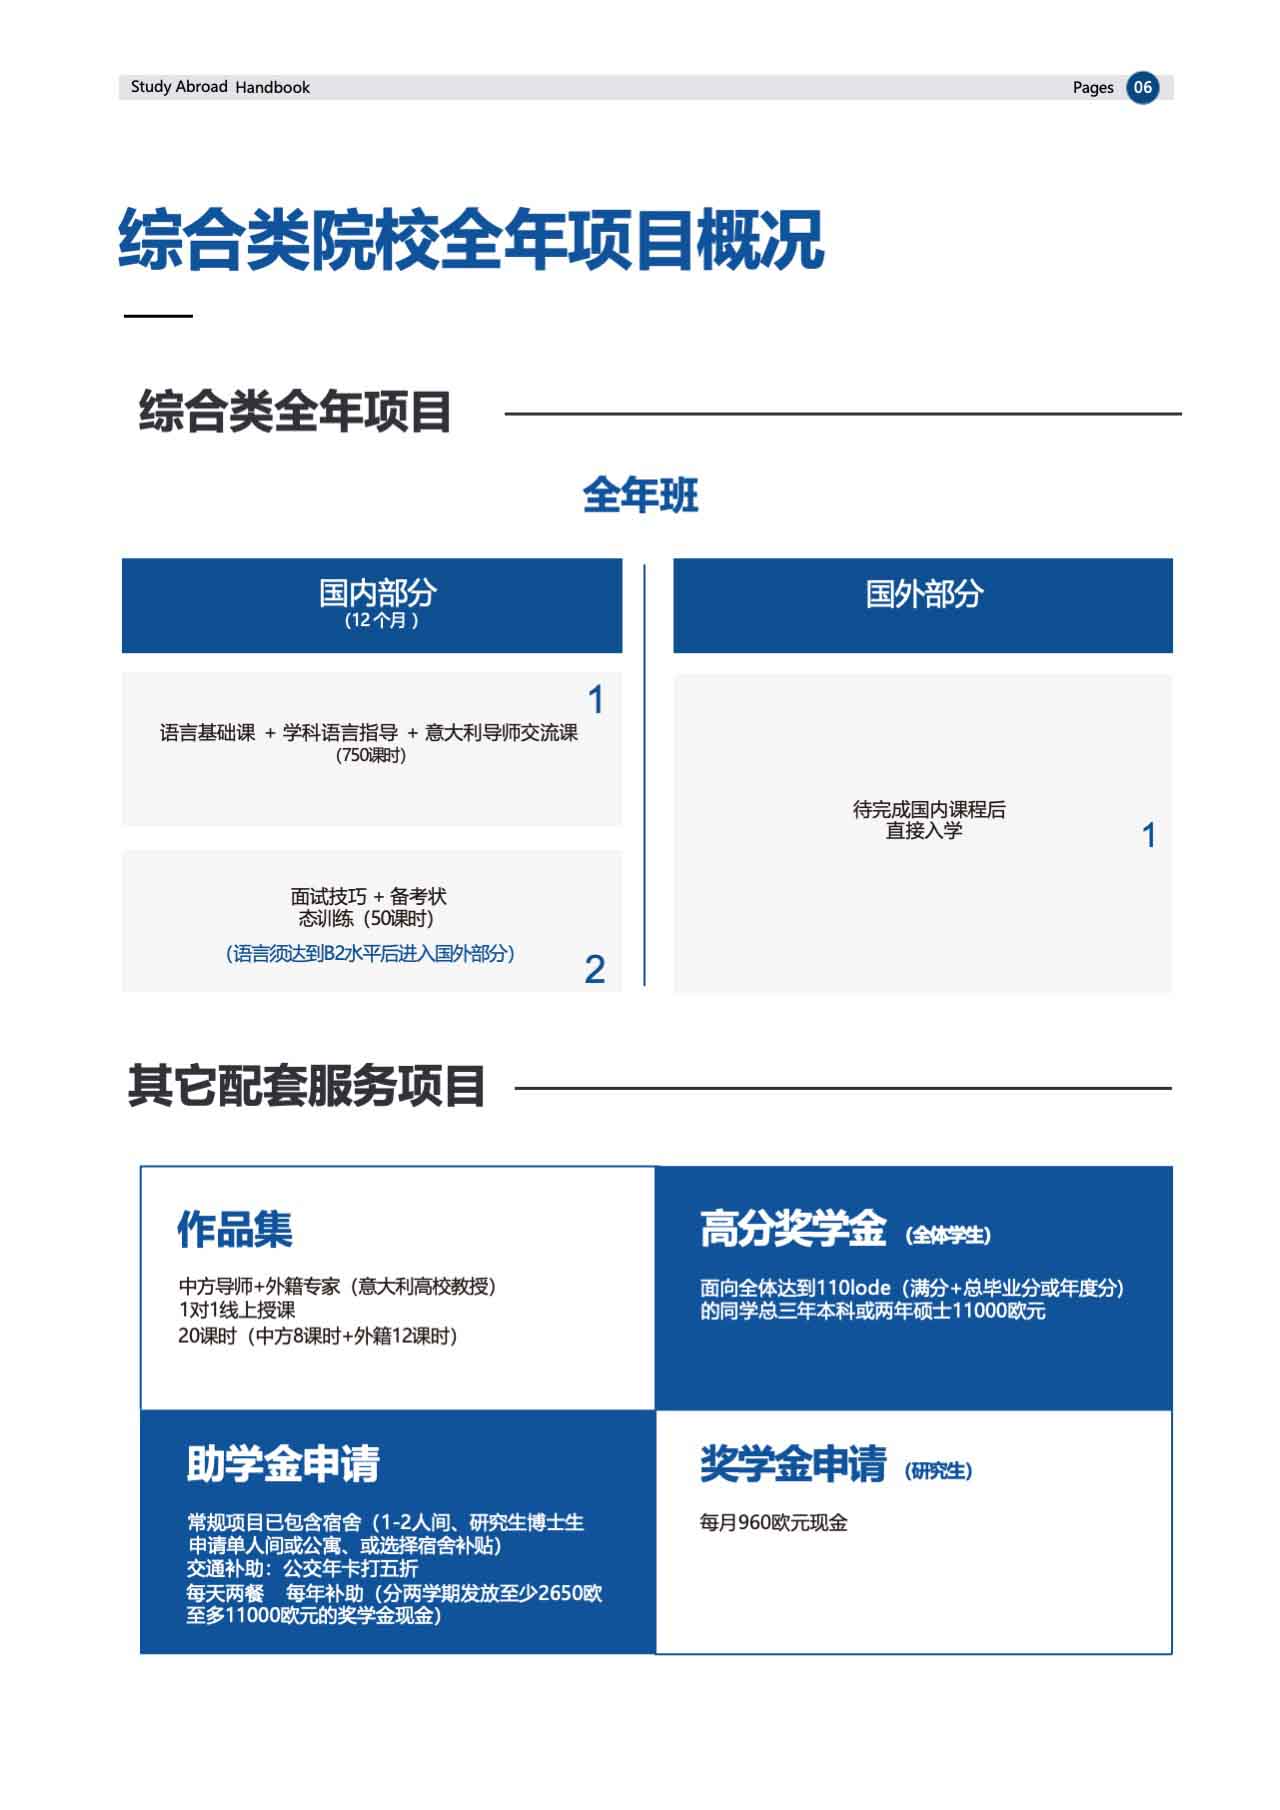 Study Abroad Handbook
Pages 06
综合类院校全年项目概况
综合类全年项目
全年班
国内部分
（12 个月 ）
1
语言基础课 + 学科语言指导 + 意大利导师交流课
(750课时)
面试技巧 + 备考状
态训练（50课时）
（语言须达到B2水平后进入国外部分）
2
国外部分
待完成国内课程后
直接入学
1
其它配套服务项目
作品集
中方导师+外籍专家（意大利高校教授）
1对1线上授课
20课时（中方8课时+外籍12课时）
高分奖学金 （全体学生）
面向全体达到110lode（满分+总毕业分或年度分）
的同学总三年本科或两年硕士11000欧元
助学金申请
常规项目已包含宿舍（1-2人间、研究生博士生
申请单人间或公寓、或选择宿舍补贴）
交通补助：公交年卡打五折
每天两餐 每年补助（分两学期发放至少2650欧
至多11000欧元的奖学金现金）
奖学金申请 （研究生）
每月960欧元现金